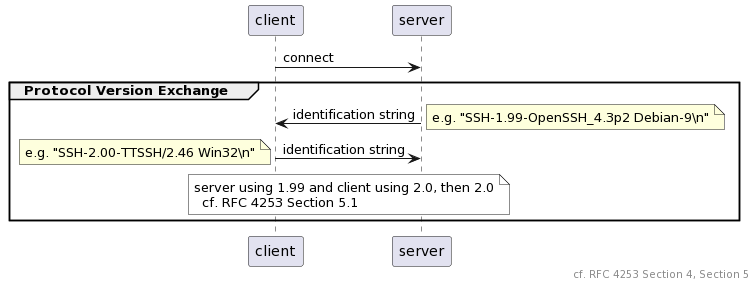 client
server
connect
Protocol Version Exchange
identification string
e.g. "SSH-1.99-OpenSSH_4.3p2 Debian-9\n"
e.g. "SSH-2.00-TTSSH/2.46 Win32\n"
identification string
server using 1.99 and client using 2.0, then 2.0
cf. RFC 4253 Section 5.1
client
server
cf. RFC 4253 Section 4, Section 5